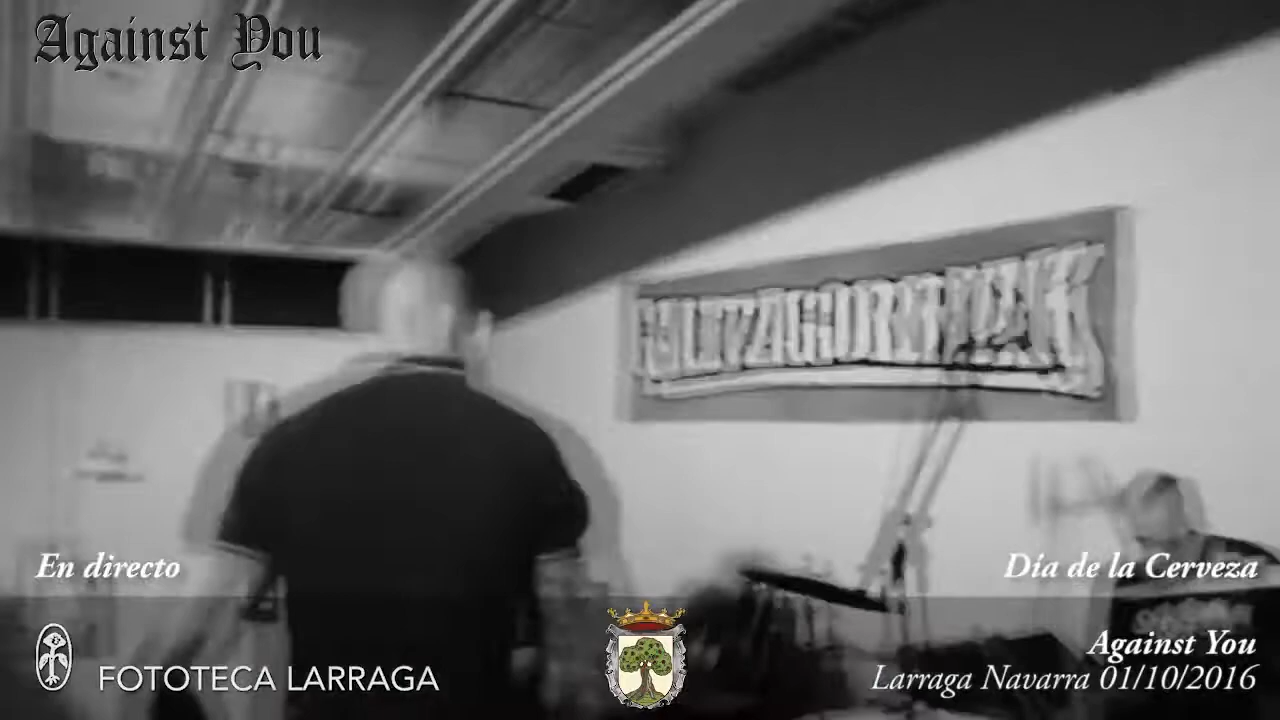 Against You
En directo
Día de la Cerveza
Against You
FOTOTECA LARRAGA
Larraga Navarra 01/10/2016